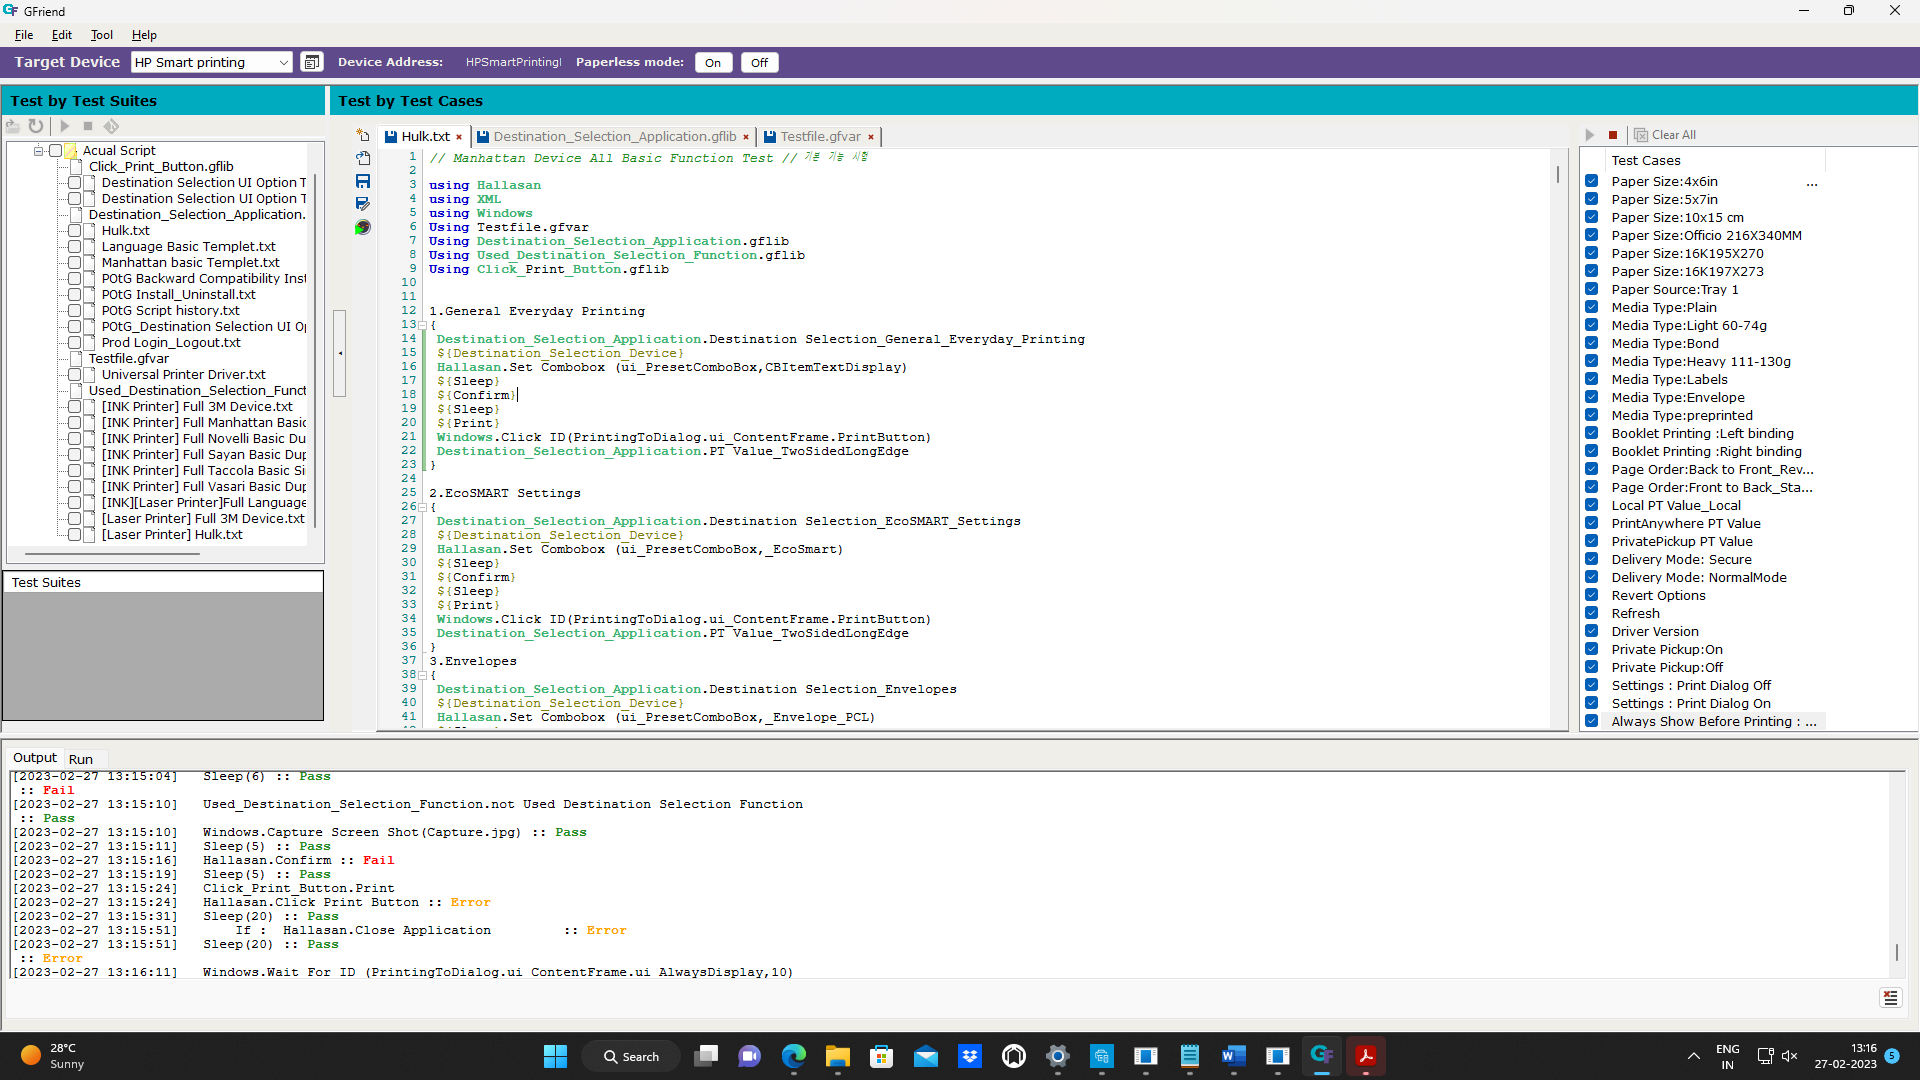 GFriend
File Edit Tool Help
Target Device HP Smart printing Device Address: HPSmartPrintingI Paperless mode: On Off
Test by Test Suites
Acual Script
Click_Print_Button.gflib
Destination Selection UI Option T
Destination Selection UI Option T
Destination_Selection_Application.
Hulk.txt
Language Basic Templet.txt
Manhattan basic Templet.txt
POtG Backward Compatibility Inst
POtG Install_Uninstall.txt
POtG Script history.txt
POtG_Destination Selection UI Op
Prod Login_Logout.txt
Testfile.gfvar
Universal Printer Driver.txt
Used_Destination_Selection_Funct
[INK Printer] Full 3M Device.txt
[INK Printer] Full Manhattan Basic
[INK Printer] Full Novelli Basic Du
[INK Printer] Full Sayan Basic Dup
[INK Printer] Full Taccola Basic Si
[INK Printer] Full Vasari Basic Dup
[INK][Laser Printer]Full Language
[Laser Printer] Full 3M Device.txt
[Laser Printer] Hulk.txt
Test Suites
Test by Test Cases
Hulk.txt Destination_Selection_Application.gflib Testfile.gfvar
1 // Manhattan Device All Basic Function Test // 기본 기능 시험
2
3 using Hallasan
4 using XML
5 using Windows
6 Using Testfile.gfvar
7 Using Destination_Selection_Application.gflib
8 Using Used_Destination_Selection_Function.gflib
9 Using Click_Print_Button.gflib
10
11
12 1.General Everyday Printing
13 {
14 Destination_Selection_Application.Destination Selection_General_Everyday_Printing
15 ${Destination_Selection_Device}
16 Hallasan.Set Combobox (ui_PresetComboBox,CBItemTextDisplay)
17 ${Sleep}
18 ${Confirm}
19 ${Sleep}
20 ${Print}
21 Windows.Click ID(PrintingToDialog.ui_ContentFrame.PrintButton)
22 Destination_Selection_Application.PT Value_TwoSidedLongEdge
23 }
24
25 2.EcoSMART Settings
26 {
27 Destination_Selection_Application.Destination Selection_EcoSMART_Settings
28 ${Destination_Selection_Device}
29 Hallasan.Set Combobox (ui_PresetComboBox,_EcoSmart)
30 ${Sleep}
31 ${Confirm}
32 ${Sleep}
33 ${Print}
34 Windows.Click ID(PrintingToDialog.ui_ContentFrame.PrintButton)
35 Destination_Selection_Application.PT Value_TwoSidedLongEdge
36 }
37 3.Envelopes
38 {
39 Destination_Selection_Application.Destination Selection_Envelopes
40 ${Destination_Selection_Device}
41 Hallasan.Set Combobox (ui_PresetComboBox,_Envelope_PCL)
Clear All
Test Cases
Paper Size:4x6in ...
Paper Size:5x7in
Paper Size:10x15 cm
Paper Size:Officio 216X340MM
Paper Size:16K195X270
Paper Size:16K197X273
Paper Source:Tray 1
Media Type:Plain
Media Type:Light 60-74g
Media Type:Bond
Media Type:Heavy 111-130g
Media Type:Labels
Media Type:Envelope
Media Type:preprinted
Booklet Printing :Left binding
Booklet Printing :Right binding
Page Order:Back to Front_Rev...
Page Order:Front to Back_Sta...
Local PT Value_Local
PrintAnywhere PT Value
PrivatePickup PT Value
Delivery Mode: Secure
Delivery Mode: NormalMode
Revert Options
Refresh
Driver Version
Private Pickup:On
Private Pickup:Off
Settings : Print Dialog Off
Settings : Print Dialog On
Always Show Before Printing : ...
Output Run
[2023-02-27 13:15:04] Sleep(6) :: Pass
:: Fail
[2023-02-27 13:15:10] Used_Destination_Selection_Function.not Used Destination Selection Function
:: Pass
[2023-02-27 13:15:10] Windows.Capture Screen Shot(Capture.jpg) :: Pass
[2023-02-27 13:15:11] Sleep(5) :: Pass
[2023-02-27 13:15:16] Hallasan.Confirm :: Fail
[2023-02-27 13:15:19] Sleep(5) :: Pass
[2023-02-27 13:15:24] Click_Print_Button.Print
[2023-02-27 13:15:24] Hallasan.Click Print Button :: Error
[2023-02-27 13:15:31] Sleep(20) :: Pass
[2023-02-27 13:15:51] If : Hallasan.Close Application :: Error
[2023-02-27 13:15:51] Sleep(20) :: Pass
:: Error
[2023-02-27 13:16:11] Windows.Wait For ID (PrintingToDialog.ui_ContentFrame.ui_AlwaysDisplay,10)
28°C
Sunny
Search
ENG
IN
13:16
27-02-2023
5